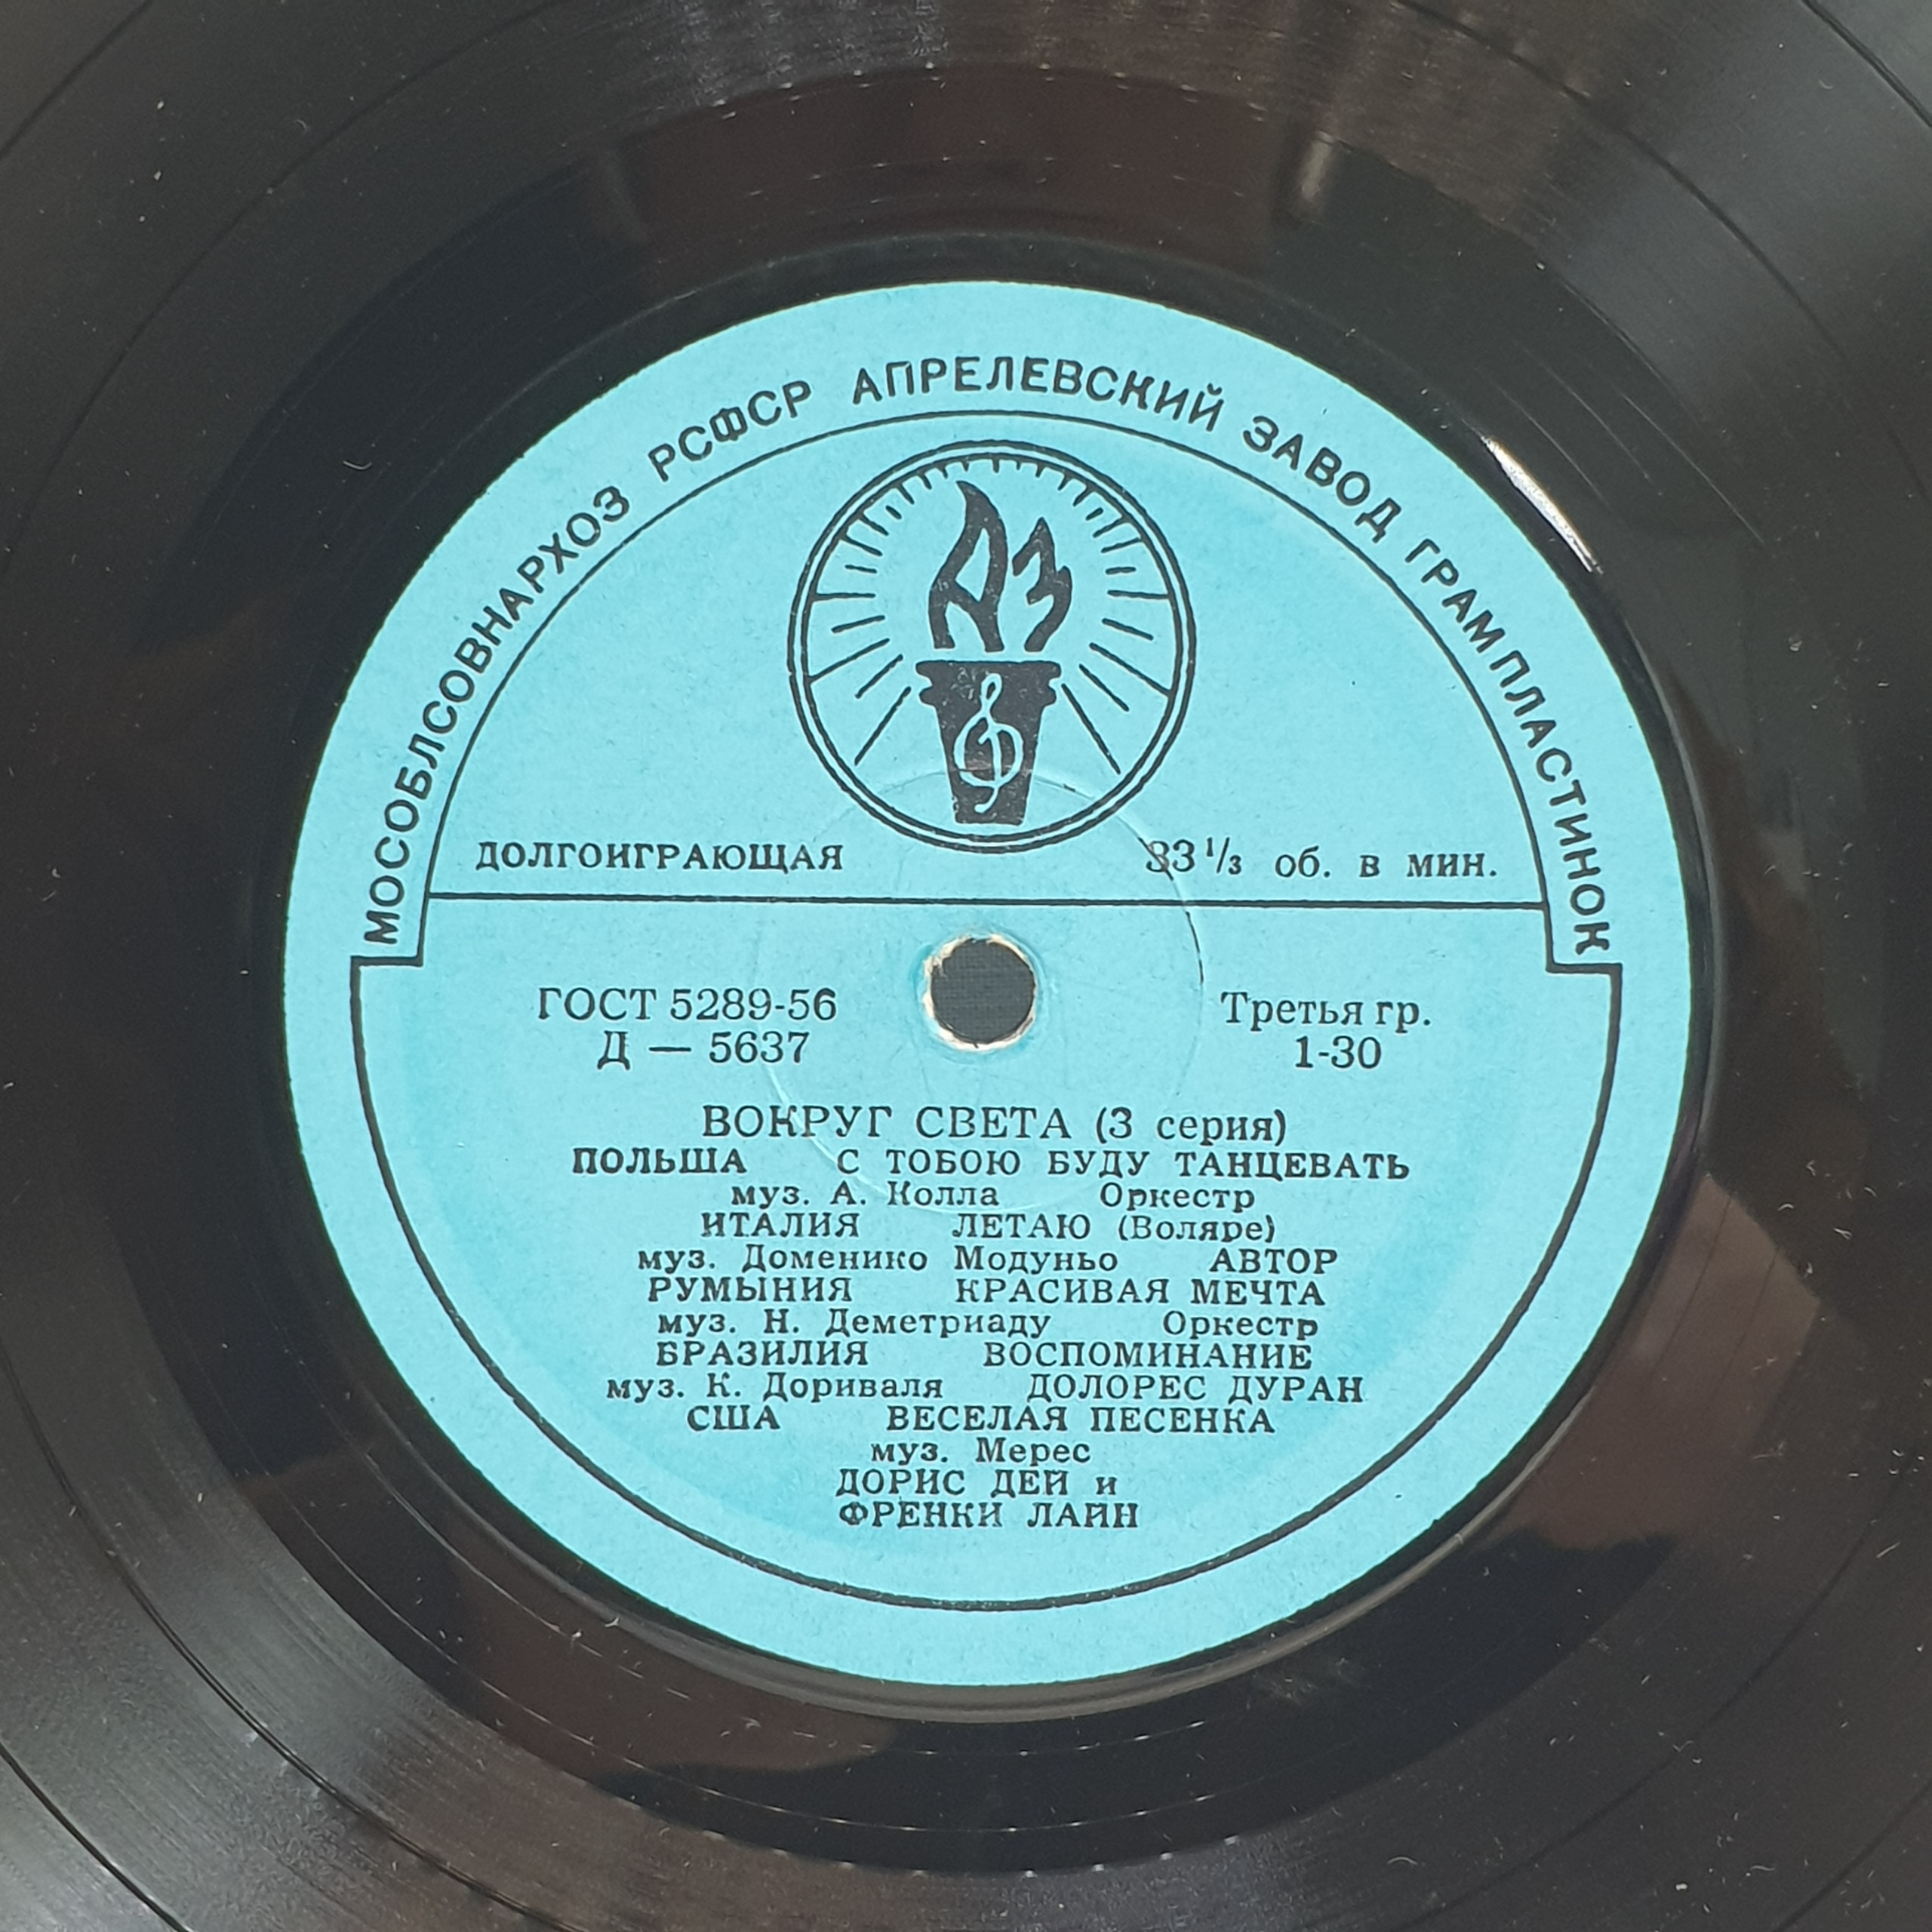 МОСОБЛСОВНАРХОЗ РСФСР АПРЕЛЕВСКИЙ ЗАВОД ГРАМПЛАСТИНОК
АЗ
ДОЛГОИГРАЮЩАЯ 33 1/3 об. в мин.
ГОСТ 5289-56 Третья гр.
Д — 5637 1-30
ВОКРУГ СВЕТА (3 серия)
ПОЛЬША С ТОБОЮ БУДУ ТАНЦЕВАТЬ
муз. А. Колла Оркестр
ИТАЛИЯ ЛЕТАЮ (Воляре)
муз. Доменико Модуньо АВТОР
РУМЫНИЯ КРАСИВАЯ МЕЧТА
муз. Н. Деметриаду Оркестр
БРАЗИЛИЯ ВОСПОМИНАНИЕ
муз. К. Дориваля ДОЛОРЕС ДУРАН
США ВЕСЕЛАЯ ПЕСЕНКА
муз. Мерес
ДОРИС ДЕЙ и
ФРЕНКИ ЛАЙН